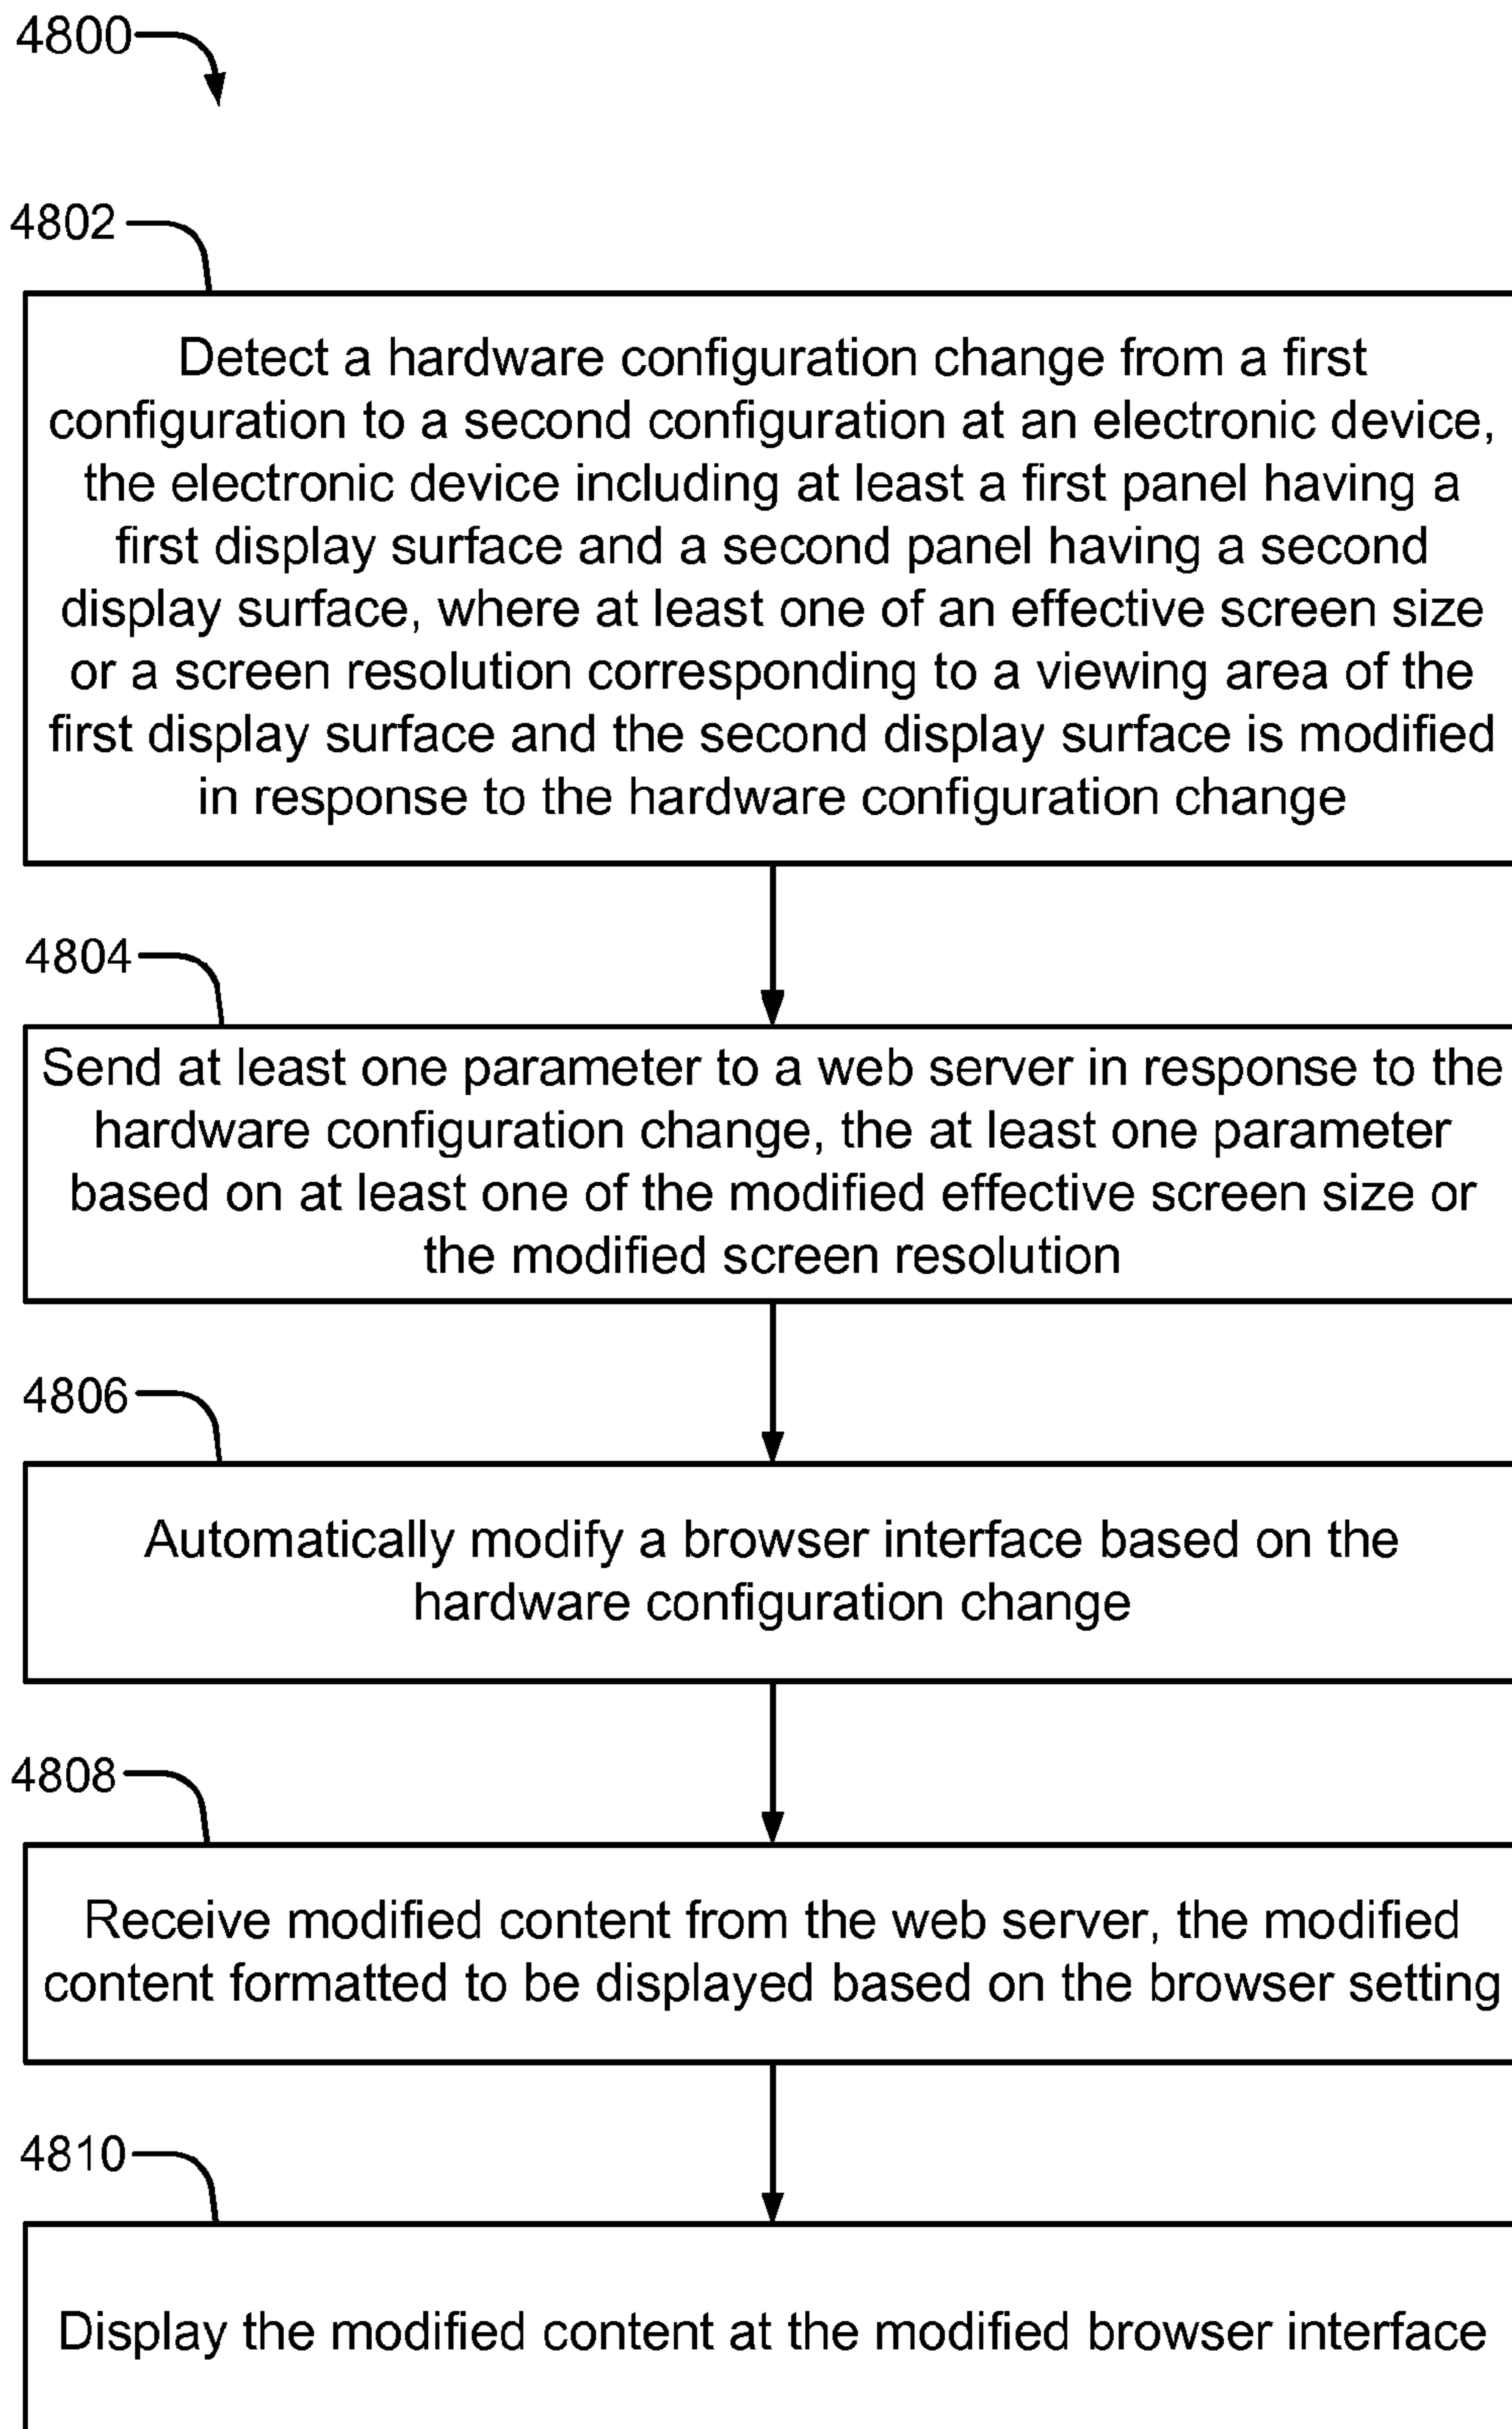 4800
4802
Detect a hardware configuration change from a first
configuration to a second configuration at an electronic device,
the electronic device including at least a first panel having a
first display surface and a second panel having a second
display surface, where at least one of an effective screen size
or a screen resolution corresponding to a viewing area of the
first display surface and the second display surface is modified
in response to the hardware configuration change
4804
Send at least one parameter to a web server in response to the
hardware configuration change, the at least one parameter
based on at least one of the modified effective screen size or
the modified screen resolution
4806
Automatically modify a browser interface based on the
hardware configuration change
4808
Receive modified content from the web server, the modified
content formatted to be displayed based on the browser setting
4810
Display the modified content at the modified browser interface